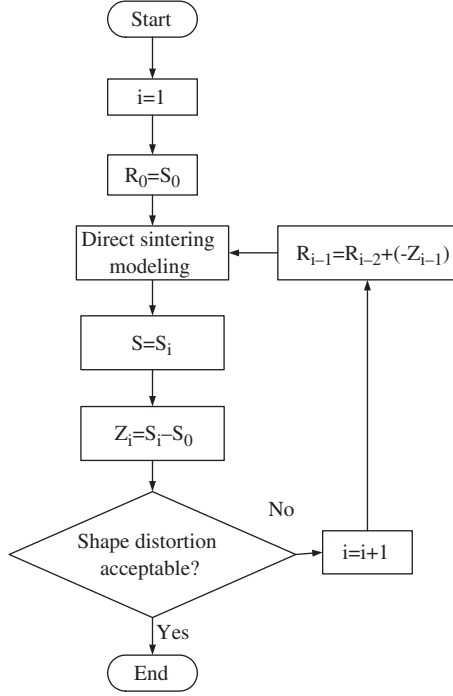 Start
i=1
R₀=S₀
Direct sintering
modeling
Rᵢ₋₁=Rᵢ₋₂+(-Zᵢ₋₁)
S=Sᵢ
Zᵢ=Sᵢ–S₀
No
Shape distortion
acceptable?
i=i+1
Yes
End